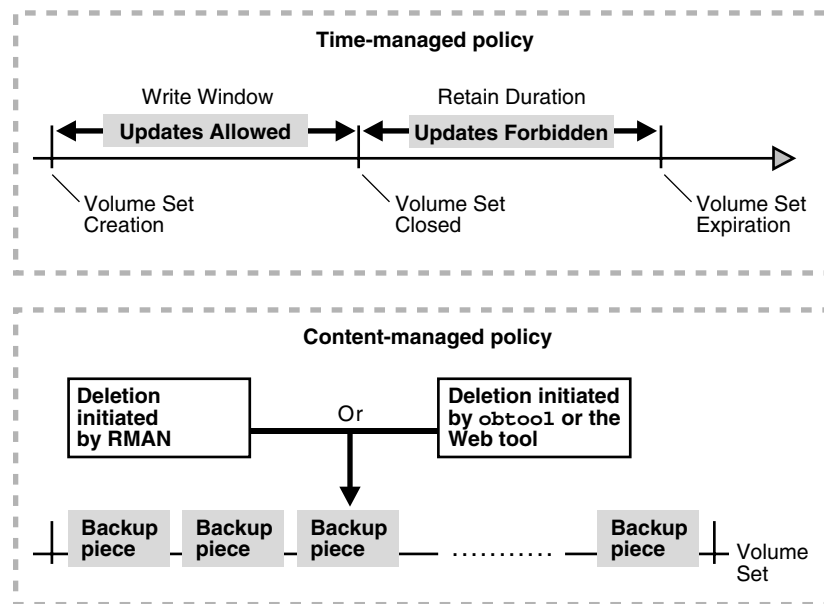 Time-managed policy
Write Window
Retain Duration
Updates Allowed
Updates Forbidden
Volume Set
Creation
Volume Set
Closed
Volume Set
Expiration
Content-managed policy
Deletion
initiated
by RMAN
Or
Deletion initiated
by obtool or the
Web tool
Backup
piece
Backup
piece
Backup
piece
...........
Backup
piece
Volume
Set